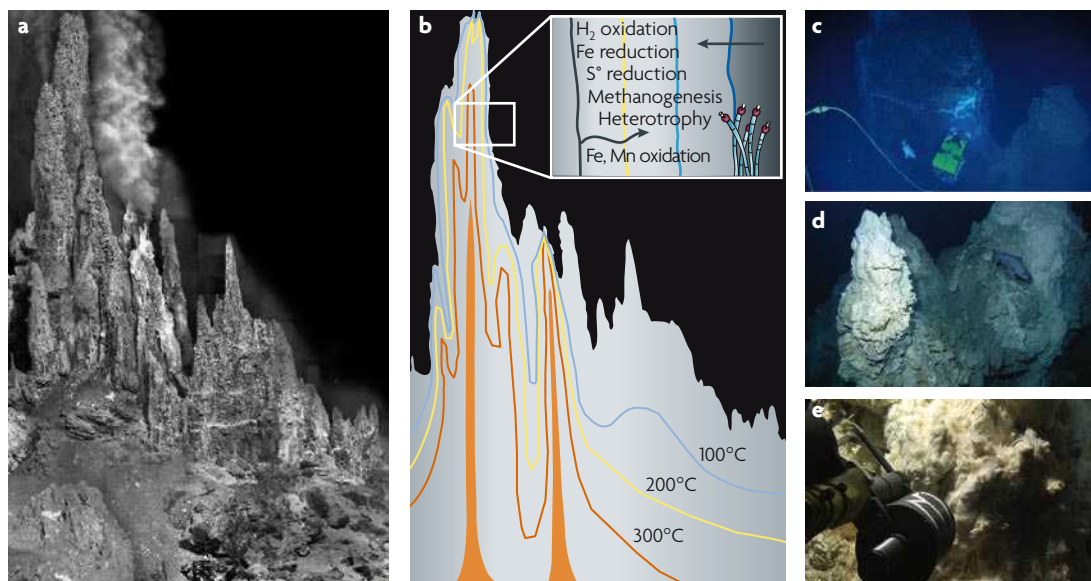 a
b
H₂ oxidation
Fe reduction
S° reduction
Methanogenesis
Heterotrophy
Fe, Mn oxidation
100°C
200°C
300°C
c
d
e